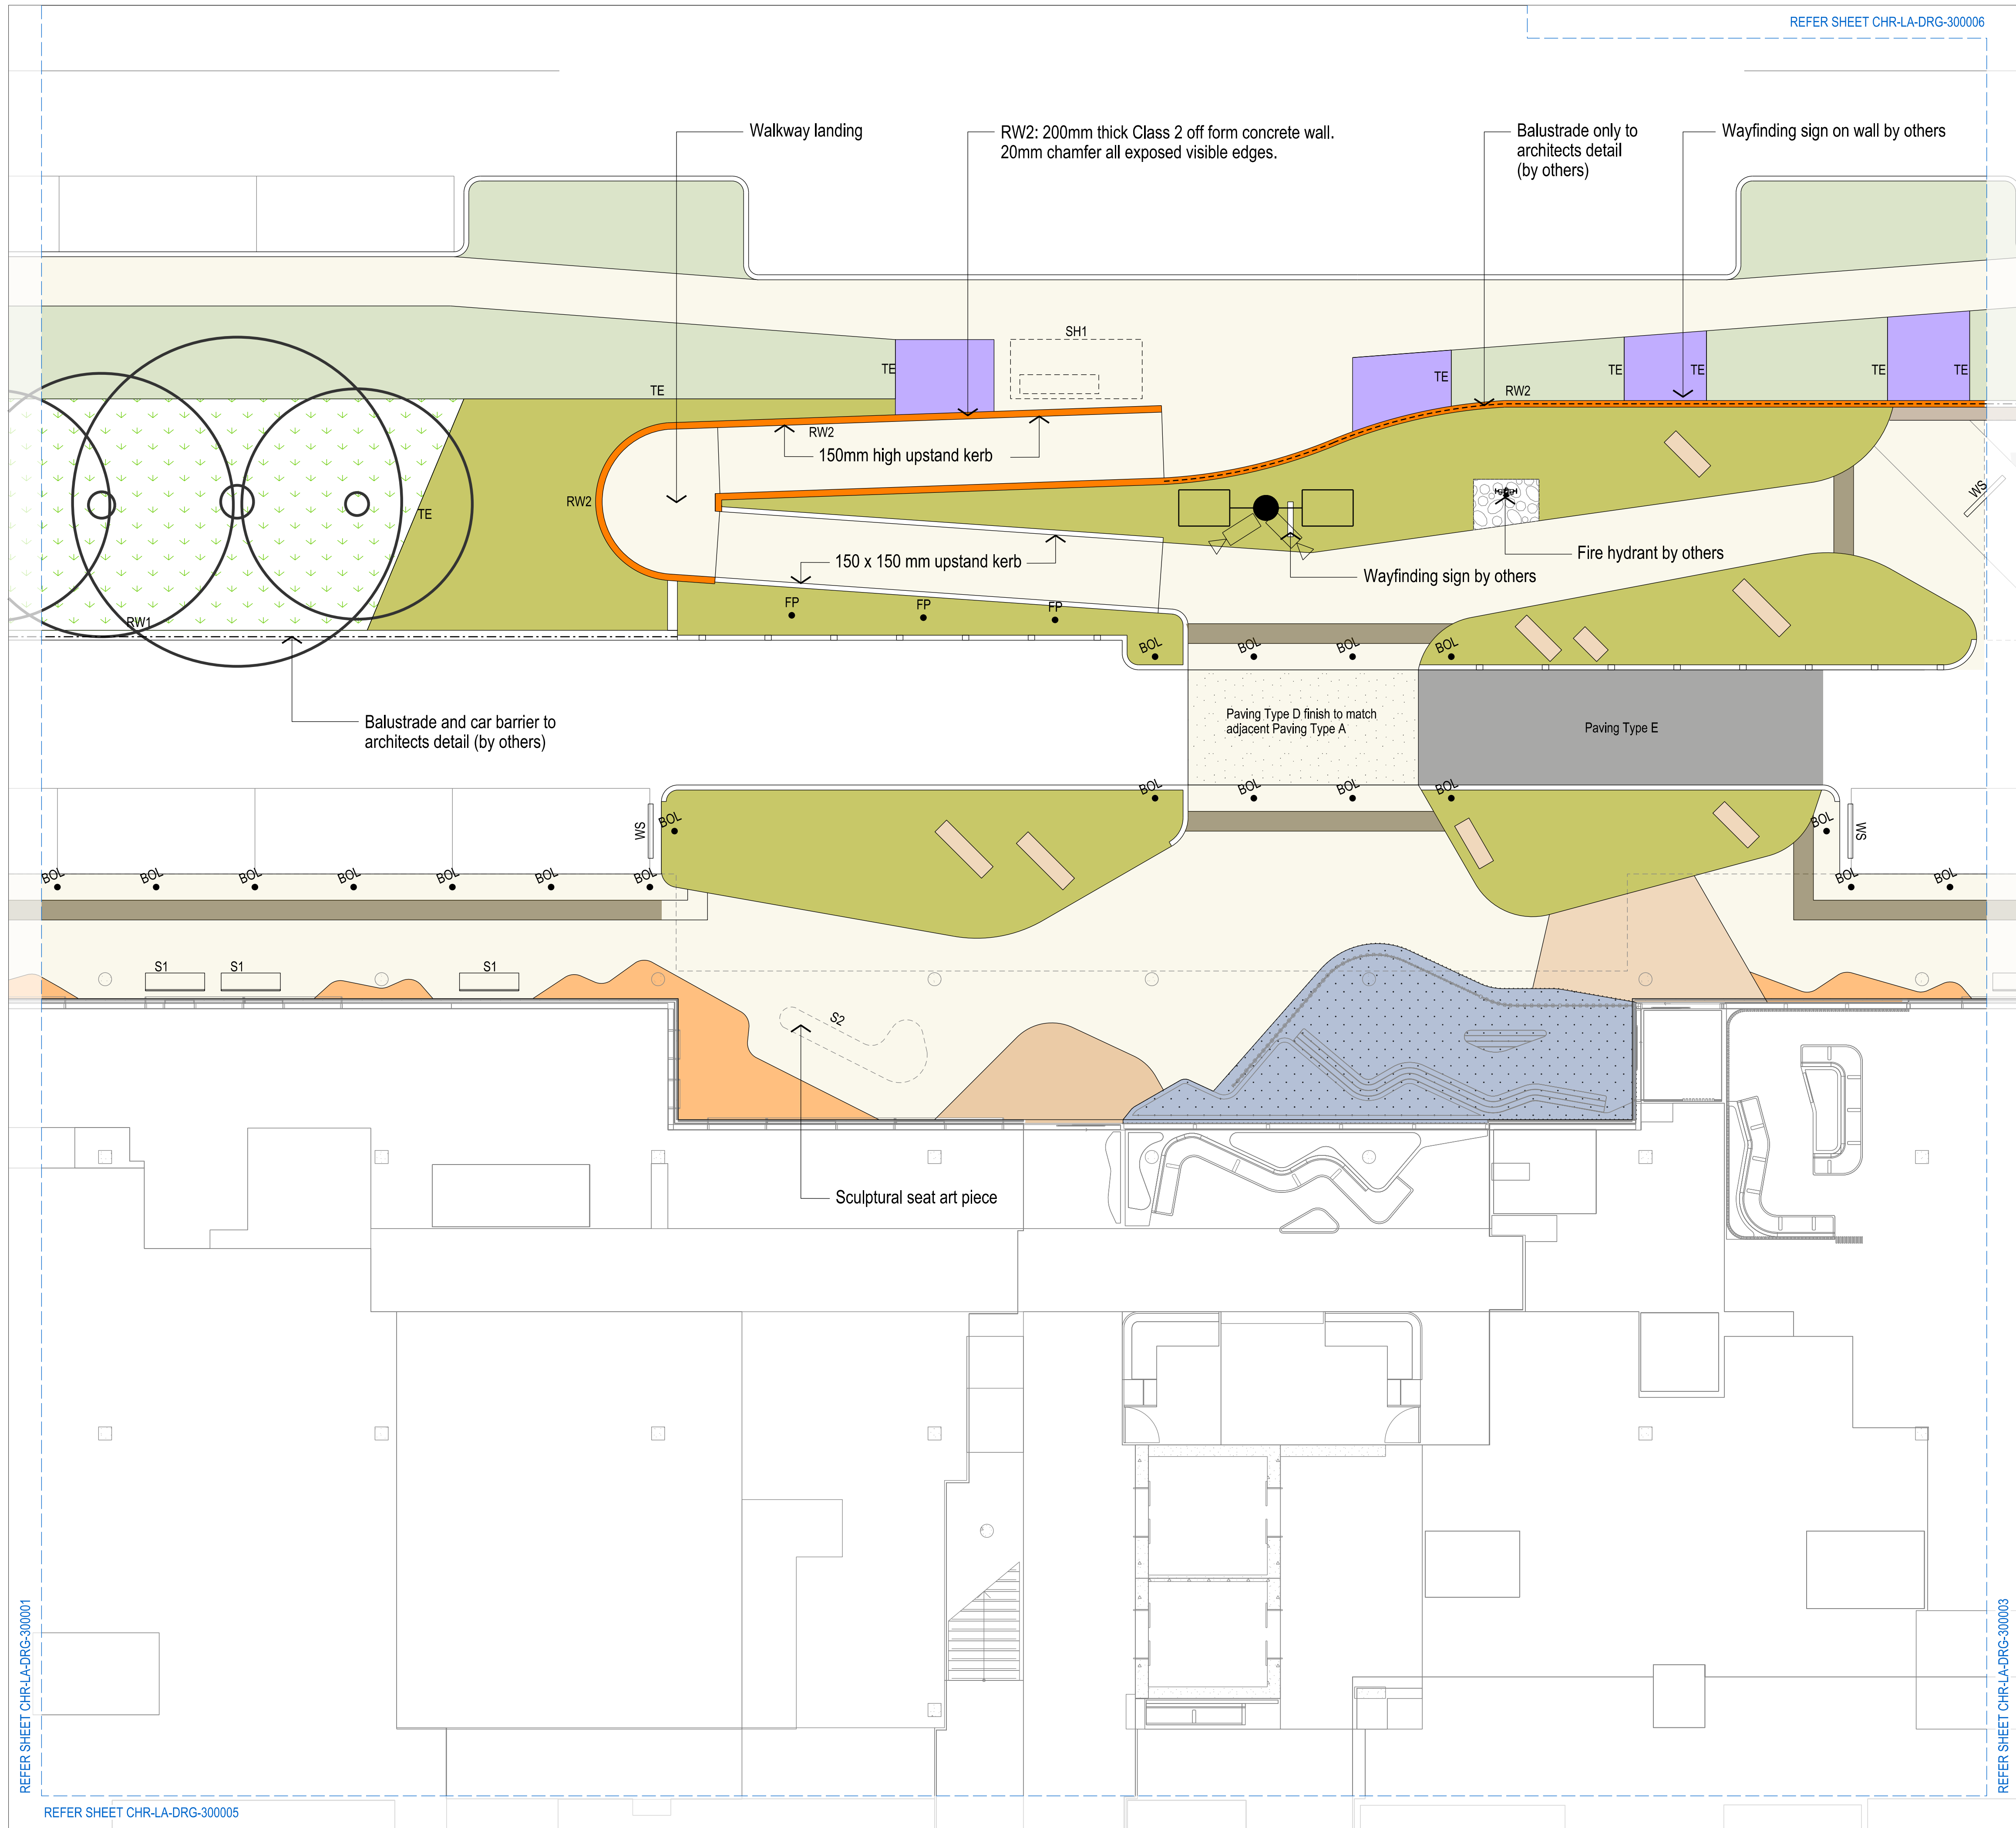 REFER SHEET CHR-LA-DRG-300006
Walkway landing
RW2: 200mm thick Class 2 off form concrete wall.
20mm chamfer all exposed visible edges.
Balustrade only to
architects detail
(by others)
Wayfinding sign on wall by others
SH1
TE
TE
TE
TE
TE
TE
TE
RW2
RW2
150mm high upstand kerb
RW2
TE
WS
150 x 150 mm upstand kerb
Fire hydrant by others
Wayfinding sign by others
FP
FP
FP
RW1
BOL
BOL
BOL
BOL
Balustrade and car barrier to
architects detail (by others)
Paving Type D finish to match
adjacent Paving Type A
Paving Type E
BOL
BOL
BOL
BOL
WS
BOL
BOL
WS
BOL
BOL
BOL
BOL
BOL
BOL
BOL
BOL
BOL
S1
S1
S1
S2
Sculptural seat art piece
REFER SHEET CHR-LA-DRG-300001
REFER SHEET CHR-LA-DRG-300003
REFER SHEET CHR-LA-DRG-300005